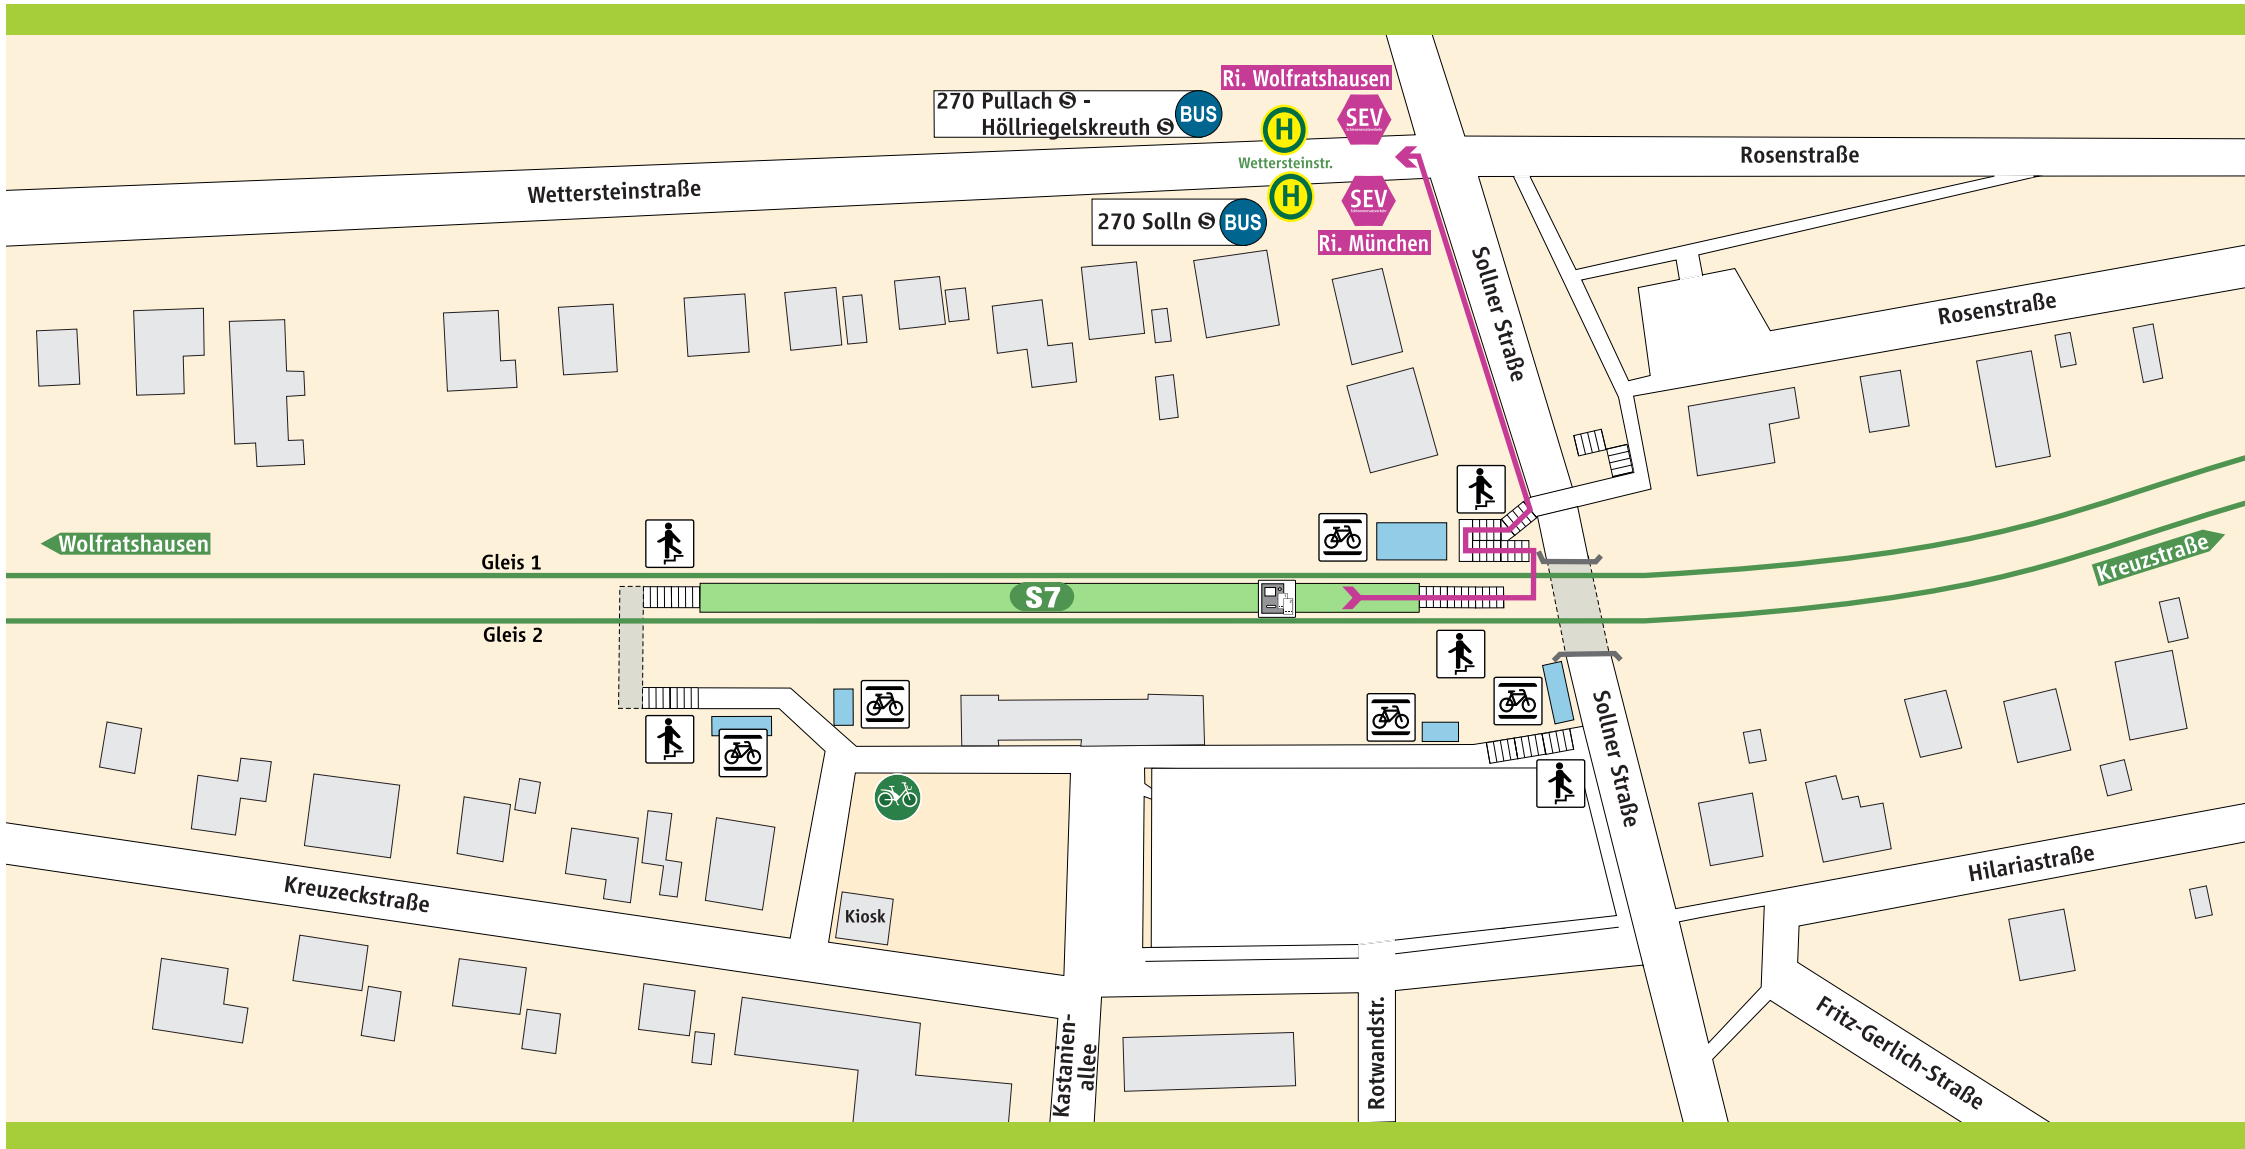 Ri. Wolfratshausen
270 Pullach S -
Höllriegelskreuth S
BUS
H
SEV
Wettersteinstr.
Rosenstraße
Wettersteinstraße
H
SEV
270 Solln S
BUS
Ri. München
Sollner Straße
Rosenstraße
Wolfratshausen
Gleis 1
Kreuzstraße
S7
Gleis 2
Sollner Straße
Kreuzeckstraße
Kiosk
Hilariastraße
Kastanien-
allee
Rotwandstr.
Fritz-Gerlich-Straße